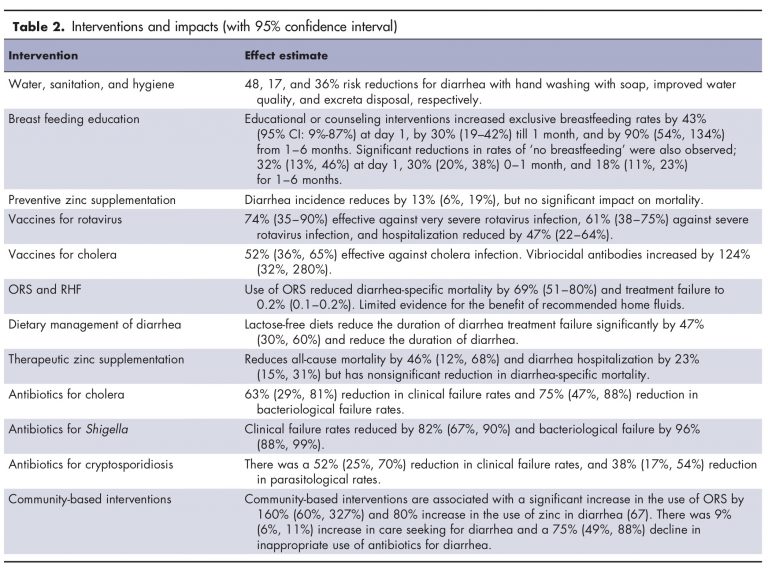 Table 2. Interventions and impacts (with 95% confidence interval)
Intervention Effect estimate
Water, sanitation, and hygiene 48, 17, and 36% risk reductions for diarrhea with hand washing with soap, improved water
quality, and excreta disposal, respectively.
Breast feeding education Educational or counseling interventions increased exclusive breastfeeding rates by 43%
(95% CI: 9%-87%) at day 1, by 30% (19–42%) till 1 month, and by 90% (54%, 134%)
from 1–6 months. Significant reductions in rates of ‘no breastfeeding’ were also observed;
32% (13%, 46%) at day 1, 30% (20%, 38%) 0–1 month, and 18% (11%, 23%)
for 1–6 months.
Preventive zinc supplementation Diarrhea incidence reduces by 13% (6%, 19%), but no significant impact on mortality.
Vaccines for rotavirus 74% (35–90%) effective against very severe rotavirus infection, 61% (38–75%) against severe
rotavirus infection, and hospitalization reduced by 47% (22–64%).
Vaccines for cholera 52% (36%, 65%) effective against cholera infection. Vibriocidal antibodies increased by 124%
(32%, 280%).
ORS and RHF Use of ORS reduced diarrhea-specific mortality by 69% (51–80%) and treatment failure to
0.2% (0.1–0.2%). Limited evidence for the benefit of recommended home fluids.
Dietary management of diarrhea Lactose-free diets reduce the duration of diarrhea treatment failure significantly by 47%
(30%, 60%) and reduce the duration of diarrhea.
Therapeutic zinc supplementation Reduces all-cause mortality by 46% (12%, 68%) and diarrhea hospitalization by 23%
(15%, 31%) but has nonsignificant reduction in diarrhea-specific mortality.
Antibiotics for cholera 63% (29%, 81%) reduction in clinical failure rates and 75% (47%, 88%) reduction in
bacteriological failure rates.
Antibiotics for Shigella Clinical failure rates reduced by 82% (67%, 90%) and bacteriological failure by 96%
(88%, 99%).
Antibiotics for cryptosporidiosis There was a 52% (25%, 70%) reduction in clinical failure rates, and 38% (17%, 54%) reduction
in parasitological rates.
Community-based interventions Community-based interventions are associated with a significant increase in the use of ORS by
160% (60%, 327%) and 80% increase in the use of zinc in diarrhea (67). There was 9%
(6%, 11%) increase in care seeking for diarrhea and a 75% (49%, 88%) decline in
inappropriate use of antibiotics for diarrhea.